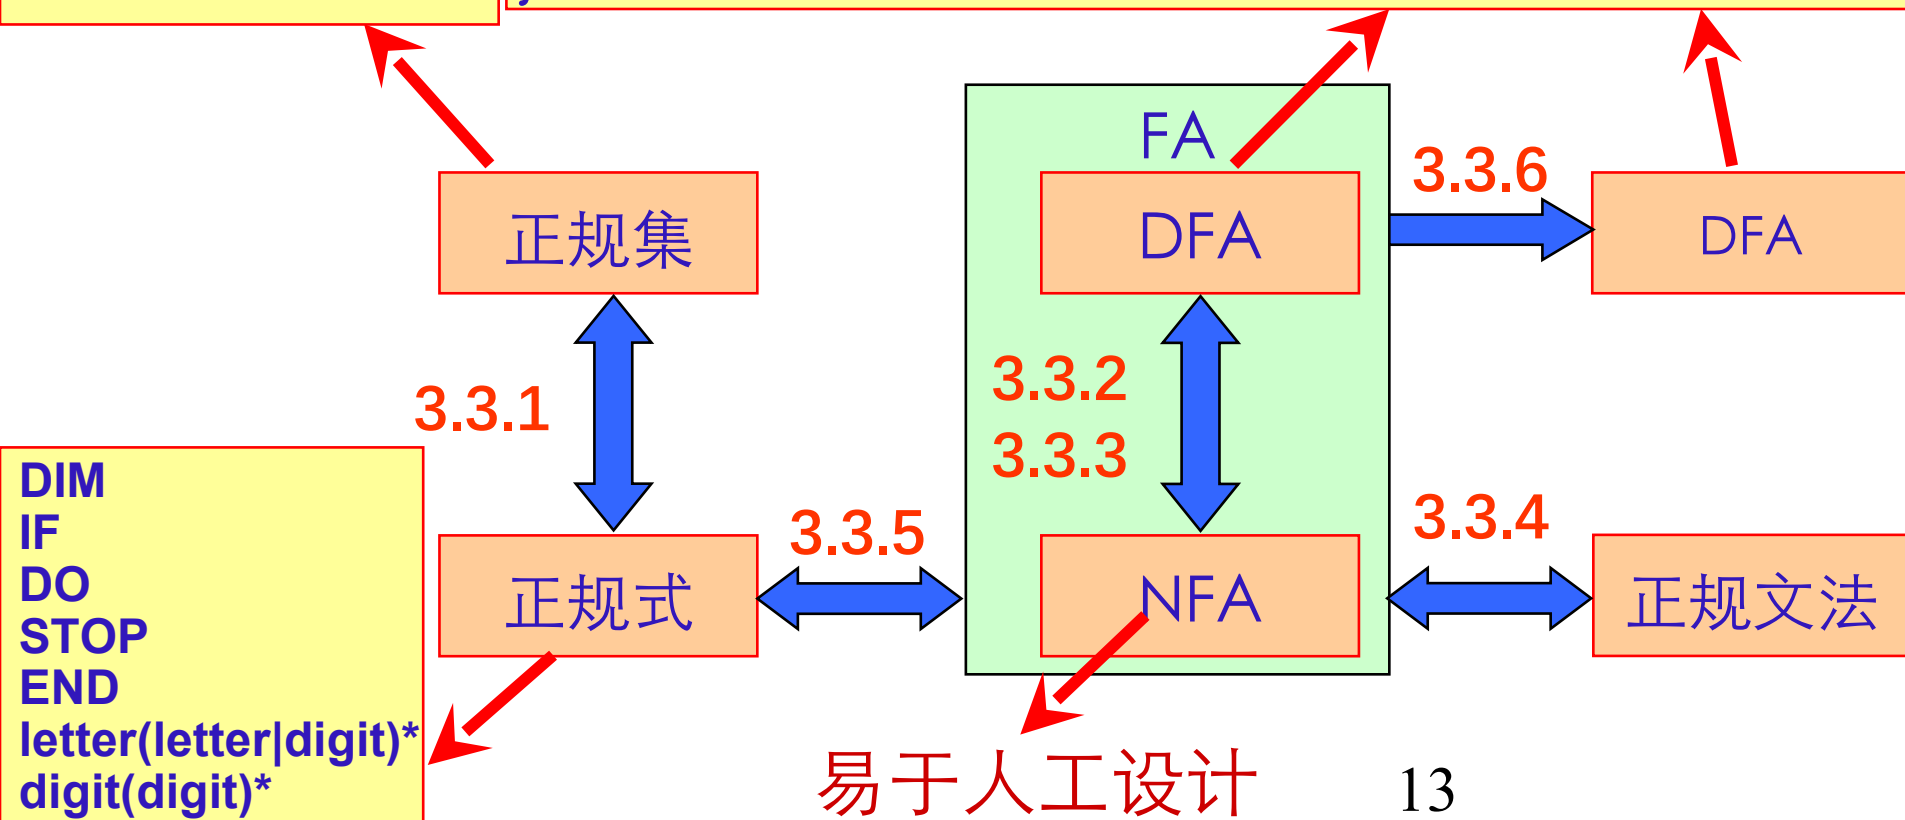 FA
正规集
DFA
3.3.6
DFA
3.3.1
3.3.2
3.3.3
DIM
IF
DO
STOP
END
letter(letter|digit)*
digit(digit)*
正规式
3.3.5
NFA
3.3.4
正规文法
易于人工设计
13